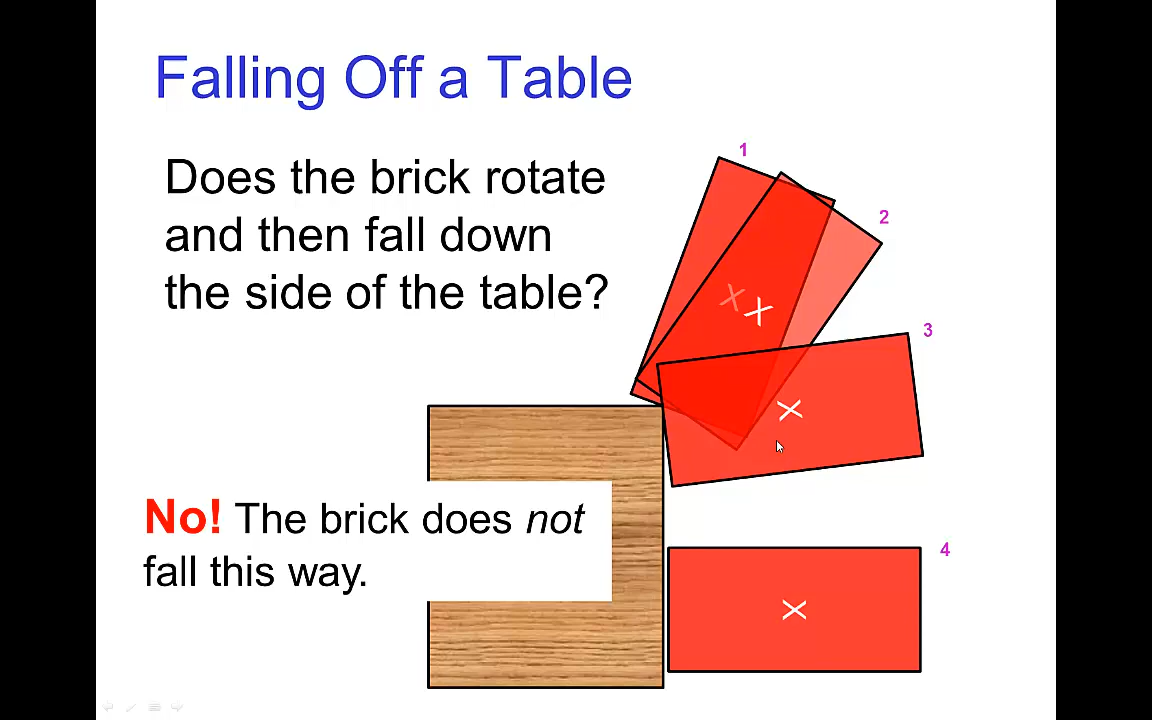 Falling Off a Table
Does the brick rotate
and then fall down
the side of the table?
1
2
3
No! The brick does not
fall this way.
4
X
X
X
X